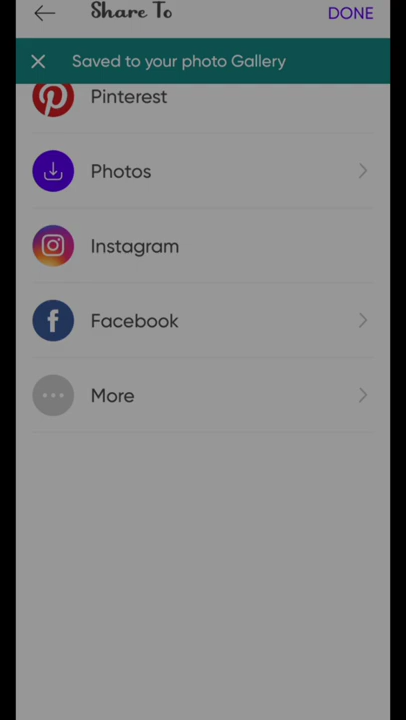 Share To
DONE
Saved to your photo Gallery
Pinterest
Photos
Instagram
Facebook
More